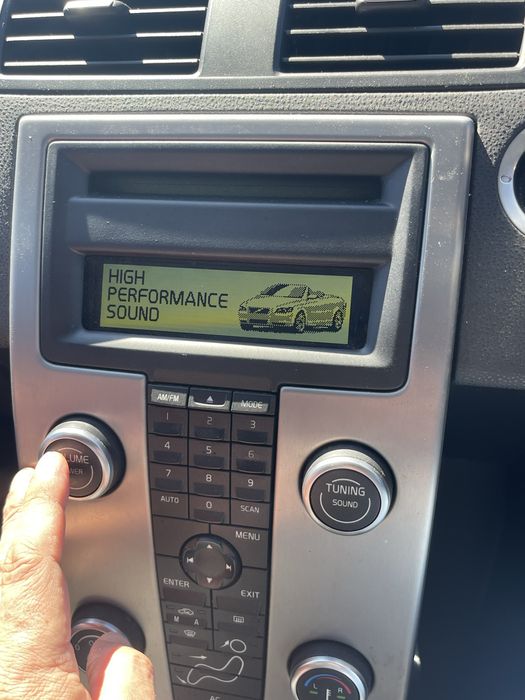 HIGH
PERFORMANCE
SOUND
AM/FM
MODE
1 2 3
4 5 6
7 8 9
AUTO 0 SCAN
TUNING
SOUND
MENU
ENTER
EXIT
M A
L R
AC